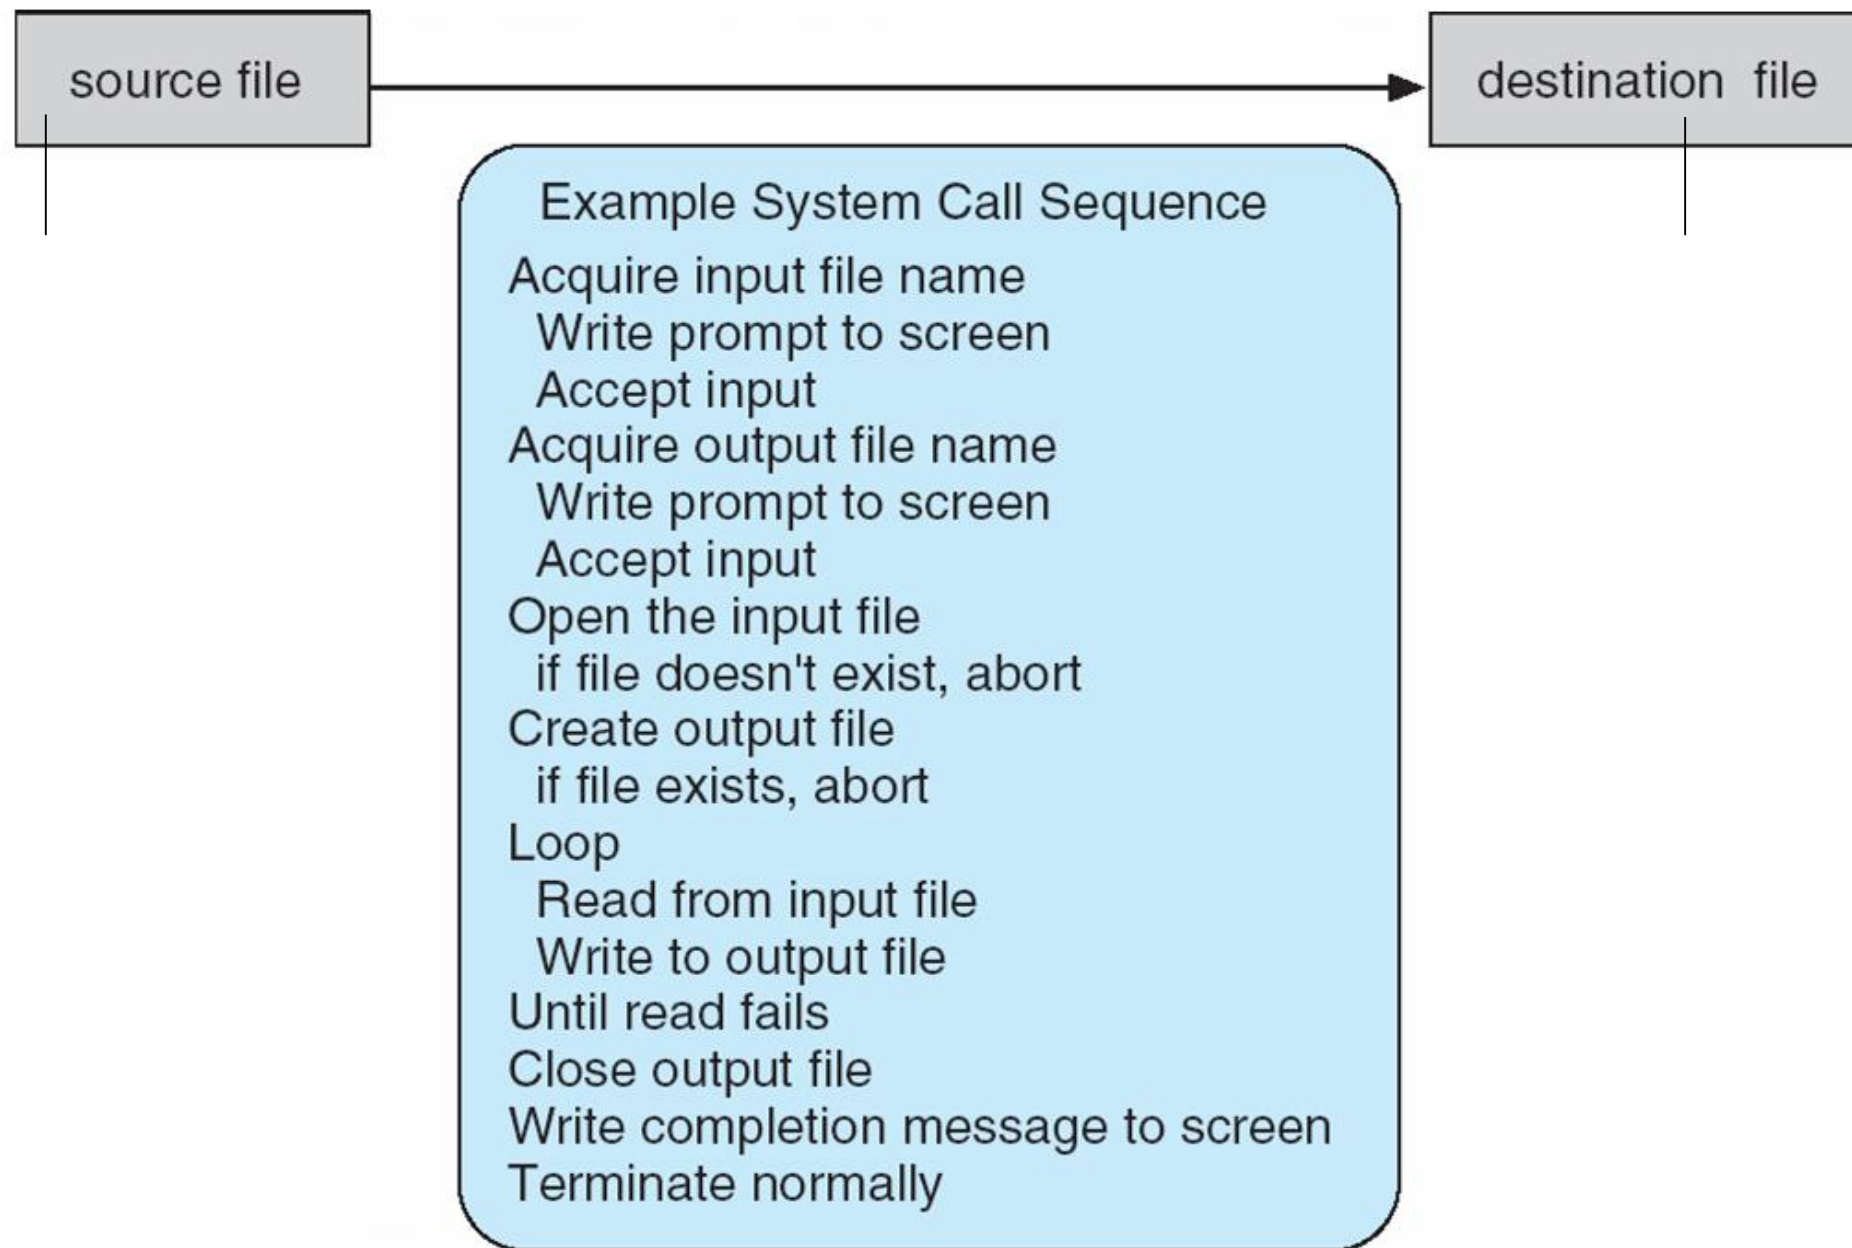 source file
destination file
Example System Call Sequence
Acquire input file name
Write prompt to screen
Accept input
Acquire output file name
Write prompt to screen
Accept input
Open the input file
if file doesn't exist, abort
Create output file
if file exists, abort
Loop
Read from input file
Write to output file
Until read fails
Close output file
Write completion message to screen
Terminate normally